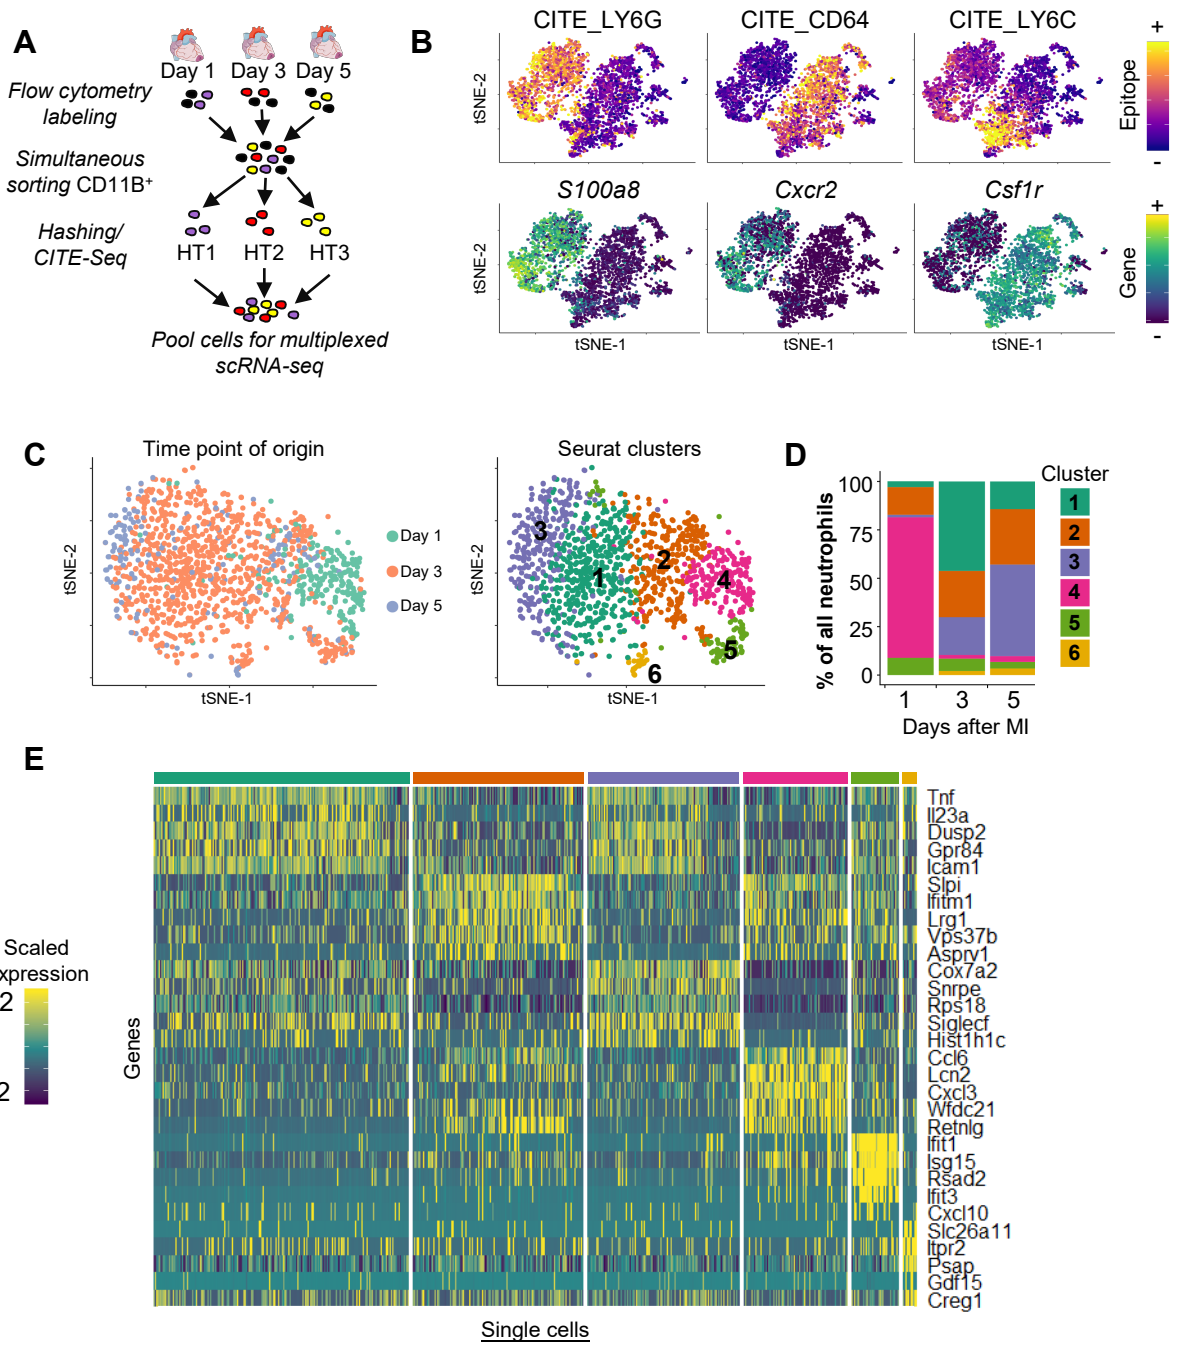 A
Day 1 Day 3 Day 5
Flow cytometry
labeling
Simultaneous
sorting CD11B+
Hashing/
CITE-Seq
HT1 HT2 HT3
Pool cells for multiplexed
scRNA-seq
B
CITE_LY6G CITE_CD64 CITE_LY6C
tSNE-2
+
Epitope
-
S100a8 Cxcr2 Csf1r
tSNE-2
+
Gene
-
tSNE-1 tSNE-1 tSNE-1
C
Time point of origin
tSNE-2
tSNE-1
Day 1
Day 3
Day 5
Seurat clusters
tSNE-2
3
1
2
4
5
6
tSNE-1
D
% of all neutrophils
100
75
50
25
0
1 3 5
Days after MI
Cluster
1
2
3
4
5
6
E
Scaled
xpression
2
2
Genes
Tnf
Il23a
Dusp2
Gpr84
Icam1
Slpi
Ifitm1
Lrg1
Vps37b
Asprv1
Cox7a2
Snrpe
Rps18
Siglecf
Hist1h1c
Ccl6
Lcn2
Cxcl3
Wfdc21
Retnlg
Ifit1
Isg15
Rsad2
Ifit3
Cxcl10
Slc26a11
Itpr2
Psap
Gdf15
Creg1
Single cells